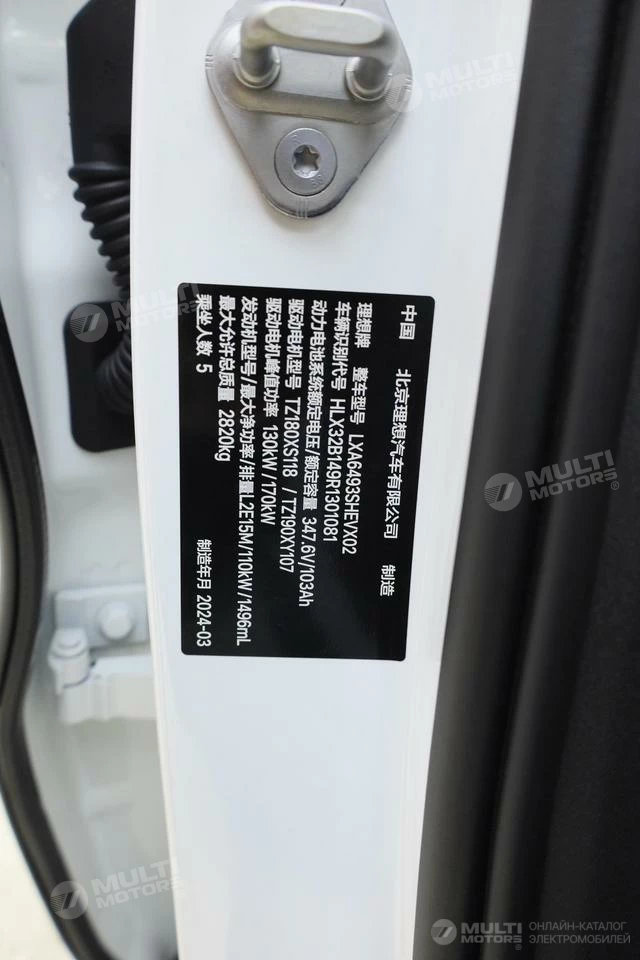 中国 北京理想汽车有限公司 制造
理想牌 整车型号 LXA6493SHEVX02
车辆识别代号 HLX32B149R1301081
动力电池系统额定电压/额定容量 347.6V/103Ah
驱动电机型号 TZ180XS118 /TZ190XY107
驱动电机峰值功率 130kW/170kW
发动机型号/最大净功率/排量L2E15M/110kW/1496mL
最大允许总质量 2820kg
乘坐人数 5 制造年月 2024-03
MULTI MOTORS
MULTI MOTORS
MULTI MOTORS
MULTI MOTORS
MULTI MOTORS® ОНЛАЙН-КАТАЛОГ ЭЛЕКТРОМОБИЛЕЙ